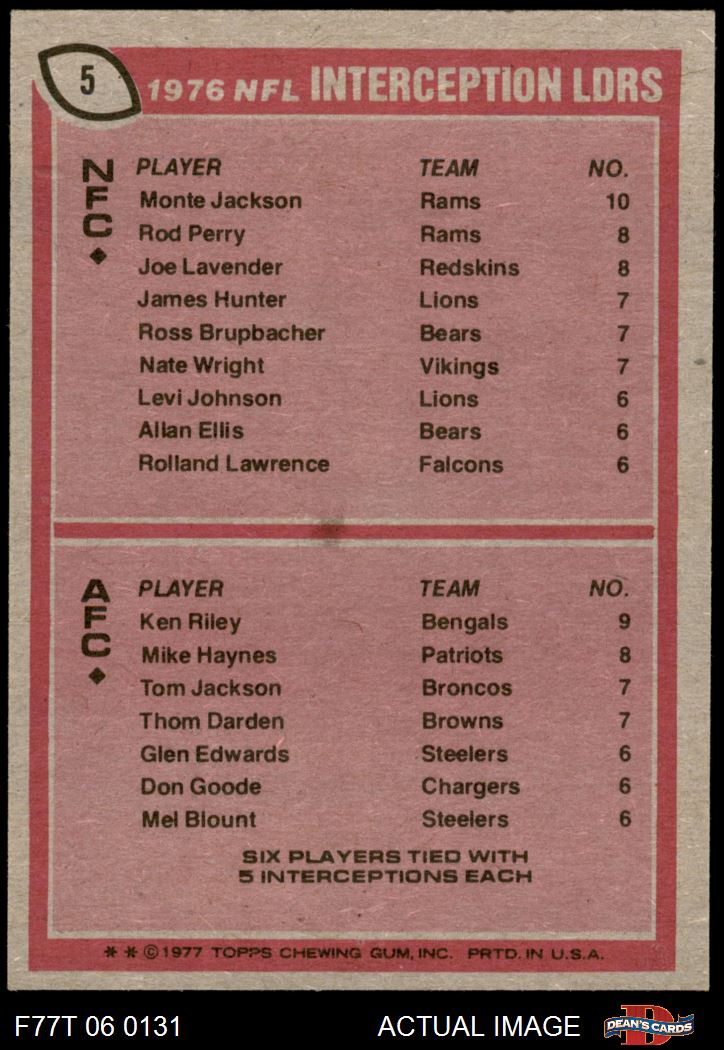 5 1976 NFL INTERCEPTION LDRS
NFC PLAYER TEAM NO.
Monte Jackson Rams 10
Rod Perry Rams 8
Joe Lavender Redskins 8
James Hunter Lions 7
Ross Brupbacher Bears 7
Nate Wright Vikings 7
Levi Johnson Lions 6
Allan Ellis Bears 6
Rolland Lawrence Falcons 6
AFC PLAYER TEAM NO.
Ken Riley Bengals 9
Mike Haynes Patriots 8
Tom Jackson Broncos 7
Thom Darden Browns 7
Glen Edwards Steelers 6
Don Goode Chargers 6
Mel Blount Steelers 6
SIX PLAYERS TIED WITH
5 INTERCEPTIONS EACH
* * ©1977 TOPPS CHEWING GUM, INC. PRTD. IN U.S.A.
F77T 06 0131 ACTUAL IMAGE D DEAN'S CARDS